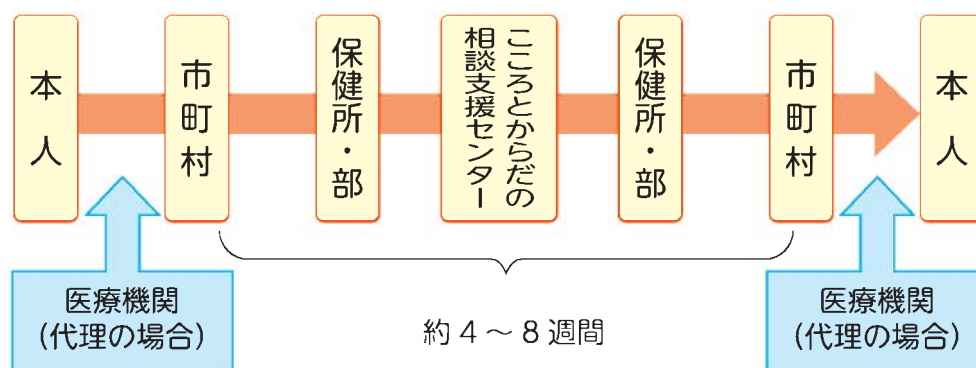 本人
市町村
保健所・部
こころとからだの
相談支援センター
保健所・部
市町村
本人
医療機関
(代理の場合)
約4～8週間
医療機関
(代理の場合)